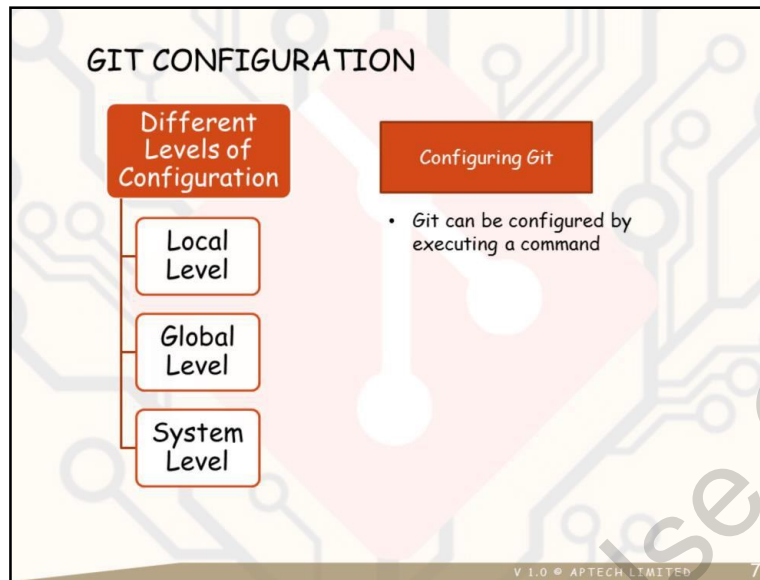 GIT CONFIGURATION
Different
Levels of
Configuration
Local
Level
Global
Level
System
Level
Configuring Git
• Git can be configured by
executing a command
V 1.0 © APTECH LIMITED
7